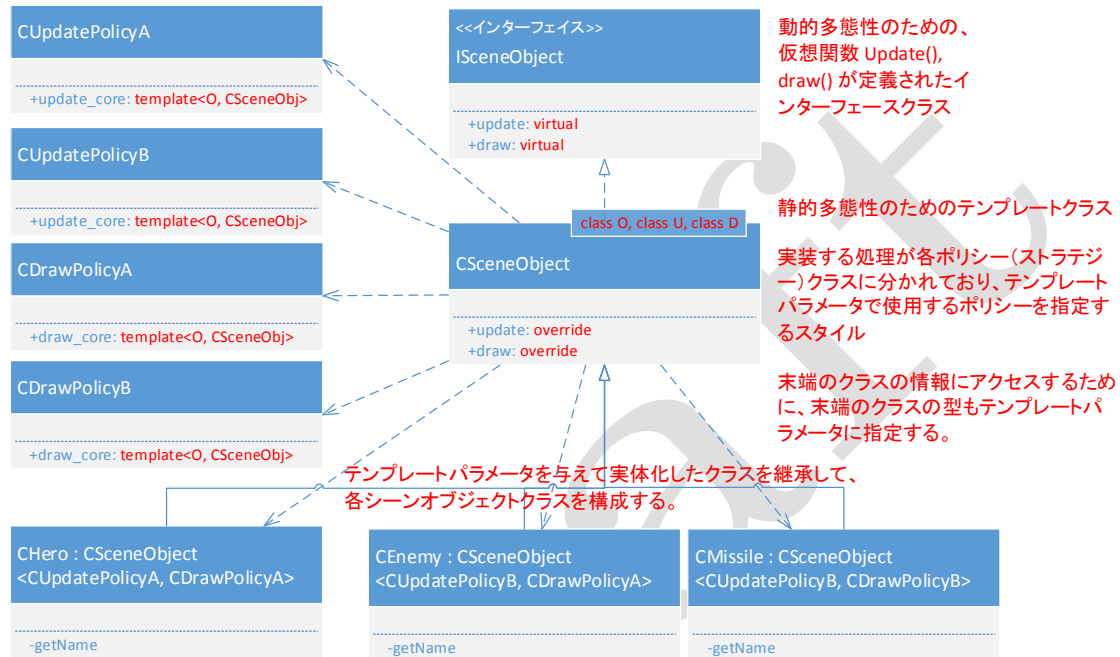 CUpdatePolicyA
+update_core: template<O, CSceneObj>
CUpdatePolicyB
+update_core: template<O, CSceneObj>
CDrawPolicyA
+draw_core: template<O, CSceneObj>
CDrawPolicyB
+draw_core: template<O, CSceneObj>
<<インターフェイス>>
ISceneObject
+update: virtual
+draw: virtual
動的多態性のための、
仮想関数 Update(),
draw() が定義されたイ
ンターフェースクラス
class O, class U, class D
CSceneObject
+update: override
+draw: override
静的多態性のためのテンプレートクラス
実装する処理が各ポリシー（ストラテジ
ー）クラスに分かれており、テンプレート
パラメータで使用するポリシーを指定す
るスタイル
末端のクラスの情報にアクセスするため
に、末端のクラスの型もテンプレートパ
ラメータに指定する。
テンプレートパラメータを与えて実体化したクラスを継承して、
各シーンオブジェクトクラスを構成する。
CHero : CSceneObject
<CUpdatePolicyA, CDrawPolicyA>
-getName
CEnemy : CSceneObject
<CUpdatePolicyB, CDrawPolicyA>
-getName
CMissile : CSceneObject
<CUpdatePolicyB, CDrawPolicyB>
-getName